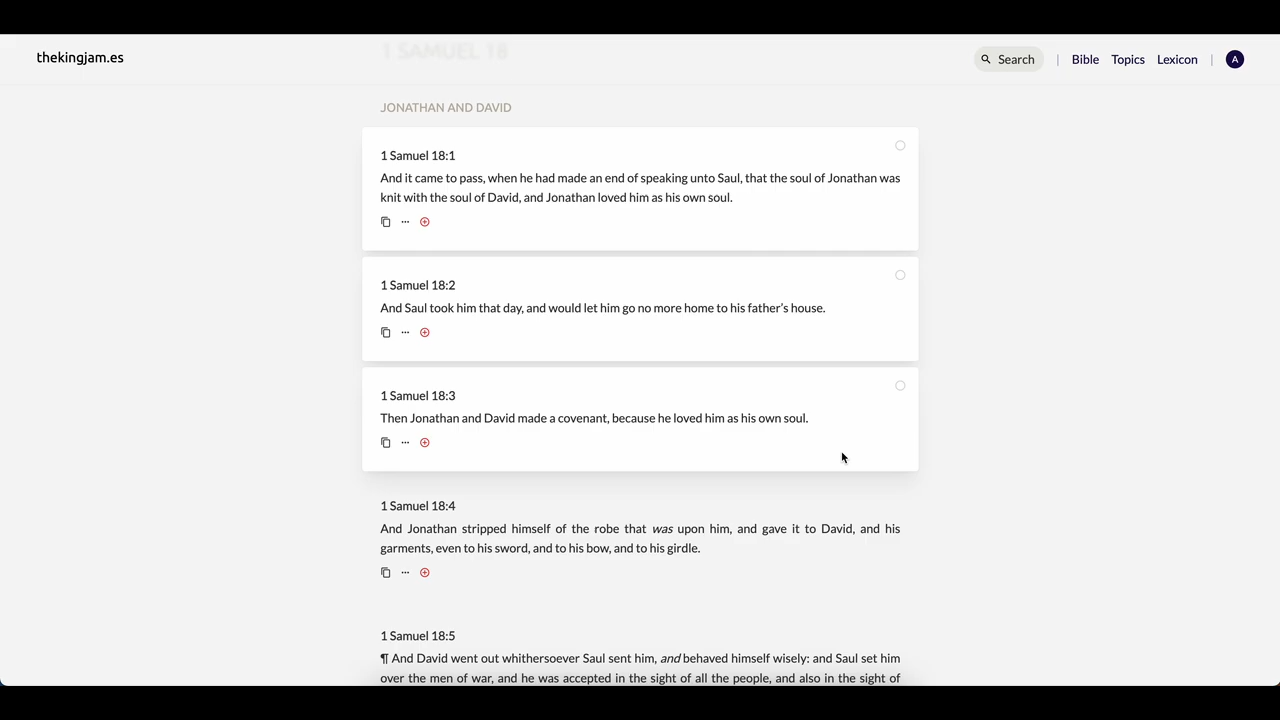 1 SAMUEL 18
thekingjam.es
Search | Bible Topics Lexicon | A
JONATHAN AND DAVID
1 Samuel 18:1
And it came to pass, when he had made an end of speaking unto Saul, that the soul of Jonathan was
knit with the soul of David, and Jonathan loved him as his own soul.
1 Samuel 18:2
And Saul took him that day, and would let him go no more home to his father's house.
1 Samuel 18:3
Then Jonathan and David made a covenant, because he loved him as his own soul.
1 Samuel 18:4
And Jonathan stripped himself of the robe that was upon him, and gave it to David, and his
garments, even to his sword, and to his bow, and to his girdle.
1 Samuel 18:5
¶ And David went out whithersoever Saul sent him, and behaved himself wisely: and Saul set him
over the men of war, and he was accepted in the sight of all the people, and also in the sight of